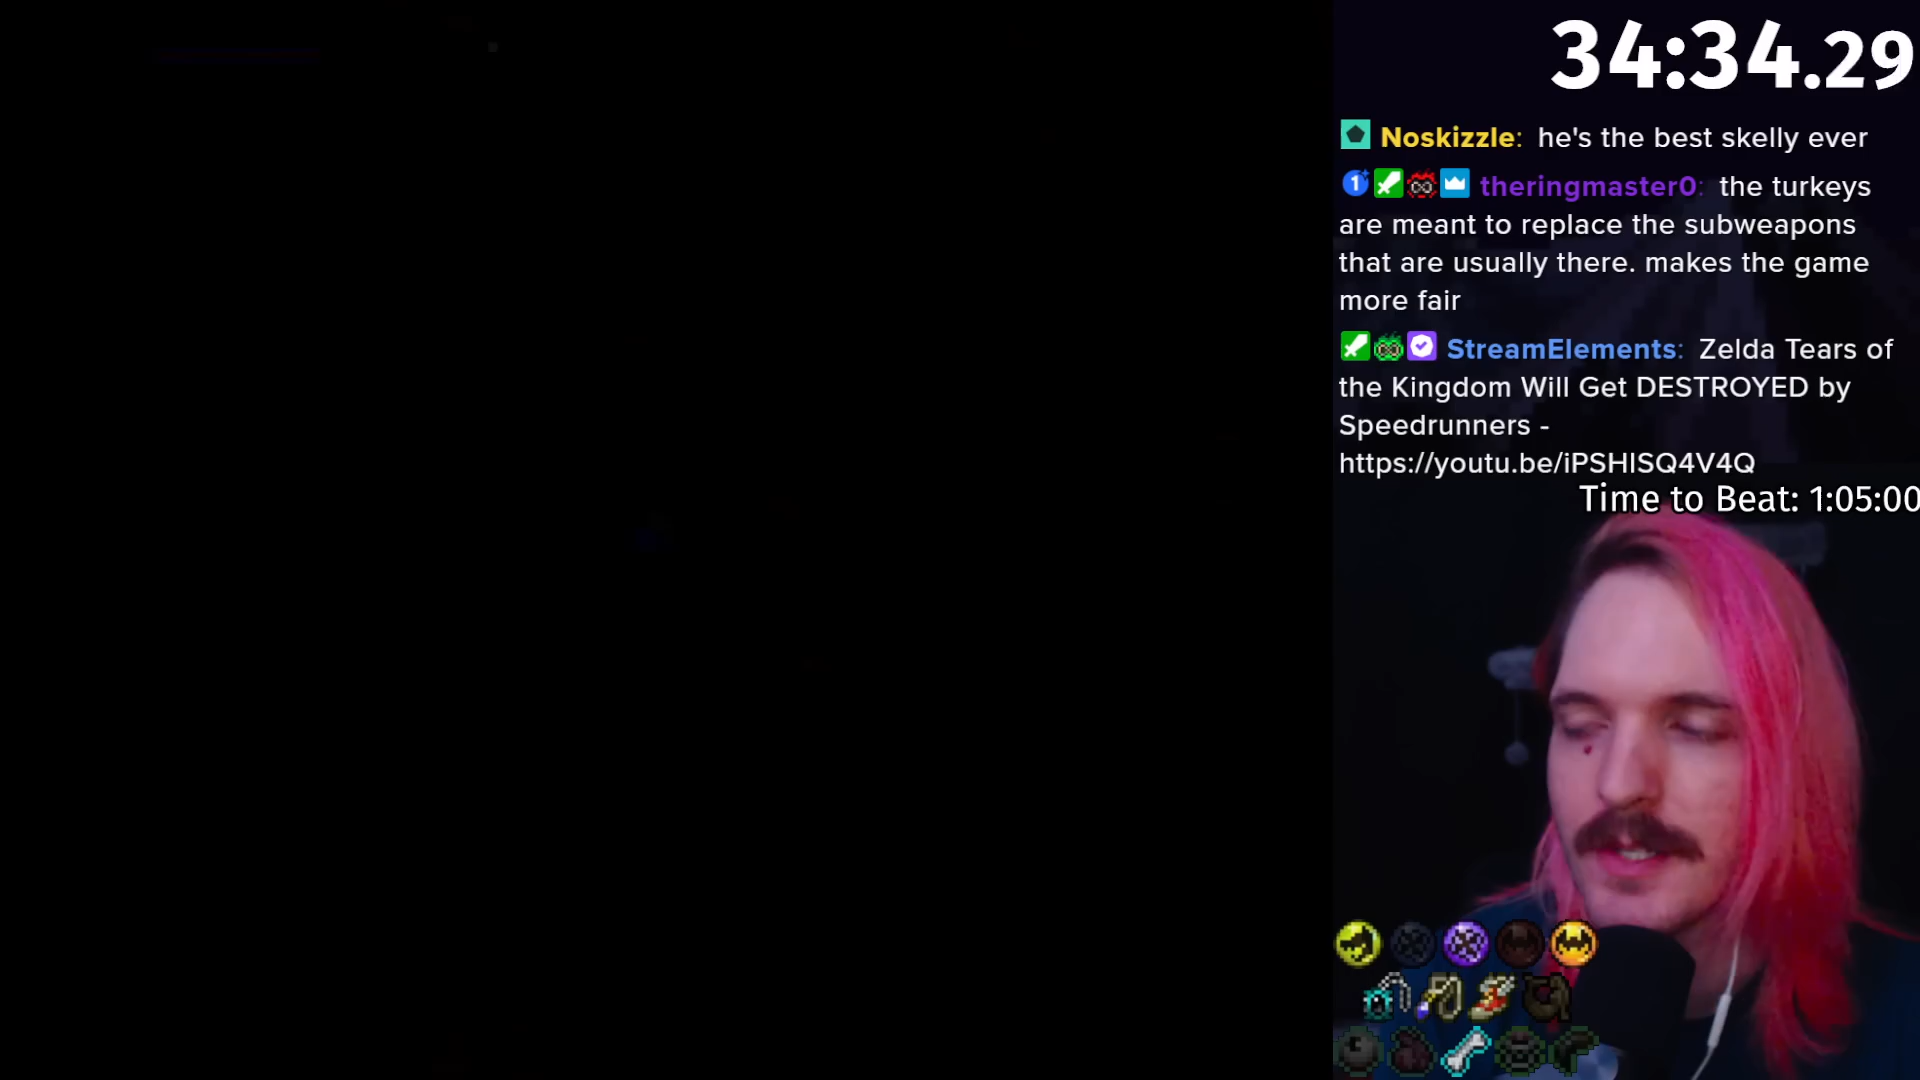 34:34.29
Noskizzle: he's the best skelly ever
theringmaster0: the turkeys
are meant to replace the subweapons
that are usually there. makes the game
more fair
StreamElements: Zelda Tears of
the Kingdom Will Get DESTROYED by
Speedrunners -
https://youtu.be/iPSHISQ4V4Q
Time to Beat: 1:05:00